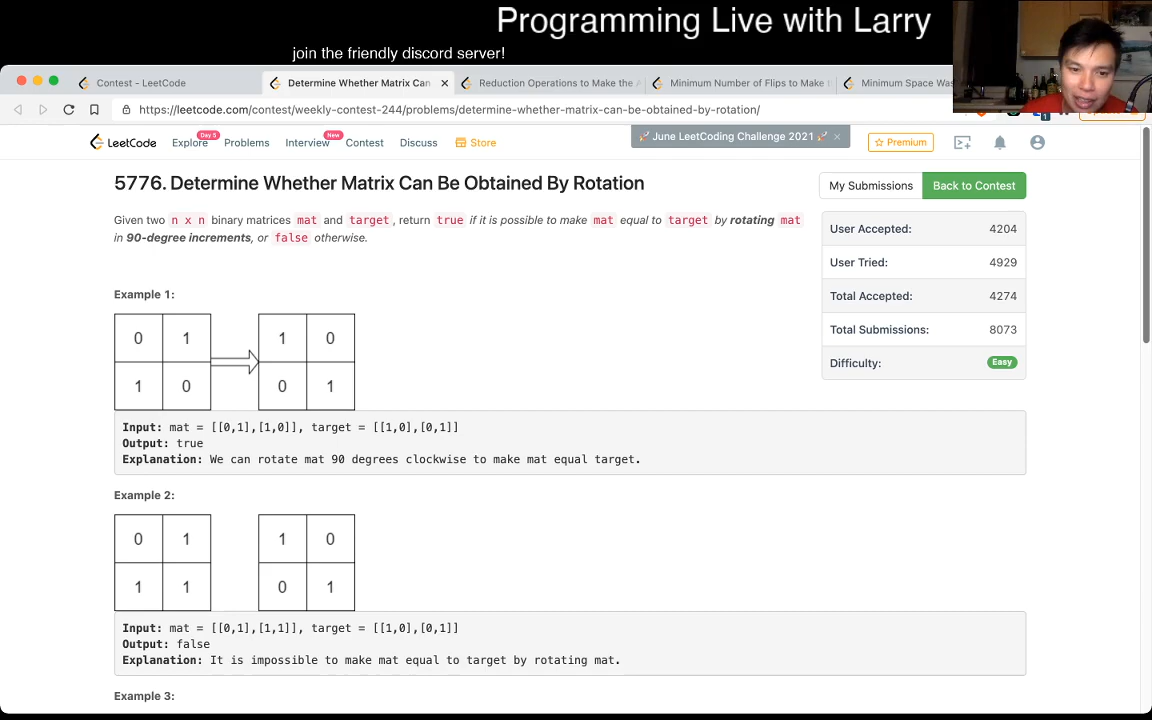 Programming Live with Larry
join the friendly discord server!
Contest - LeetCode
Determine Whether Matrix Can
Reduction Operations to Make the
Minimum Number of Flips to Make
Minimum Space Was
https://leetcode.com/contest/weekly-contest-244/problems/determine-whether-matrix-can-be-obtained-by-rotation/
1
LeetCode
Explore
Day 5
Problems
Interview
New
Contest
Discuss
Store
🚀 June LeetCoding Challenge 2021 🚀
Premium
5776. Determine Whether Matrix Can Be Obtained By Rotation
My Submissions
Back to Contest
Given two n x n binary matrices mat and target, return true if it is possible to make mat equal to target by rotating mat
in 90-degree increments, or false otherwise.
User Accepted: 4204
User Tried: 4929
Total Accepted: 4274
Total Submissions: 8073
Difficulty: Easy
Example 1:
0 1 1 0
1 0 0 1
Input: mat = [[0,1],[1,0]], target = [[1,0],[0,1]]
Output: true
Explanation: We can rotate mat 90 degrees clockwise to make mat equal target.
Example 2:
0 1 1 0
1 1 0 1
Input: mat = [[0,1],[1,1]], target = [[1,0],[0,1]]
Output: false
Explanation: It is impossible to make mat equal to target by rotating mat.
Example 3: